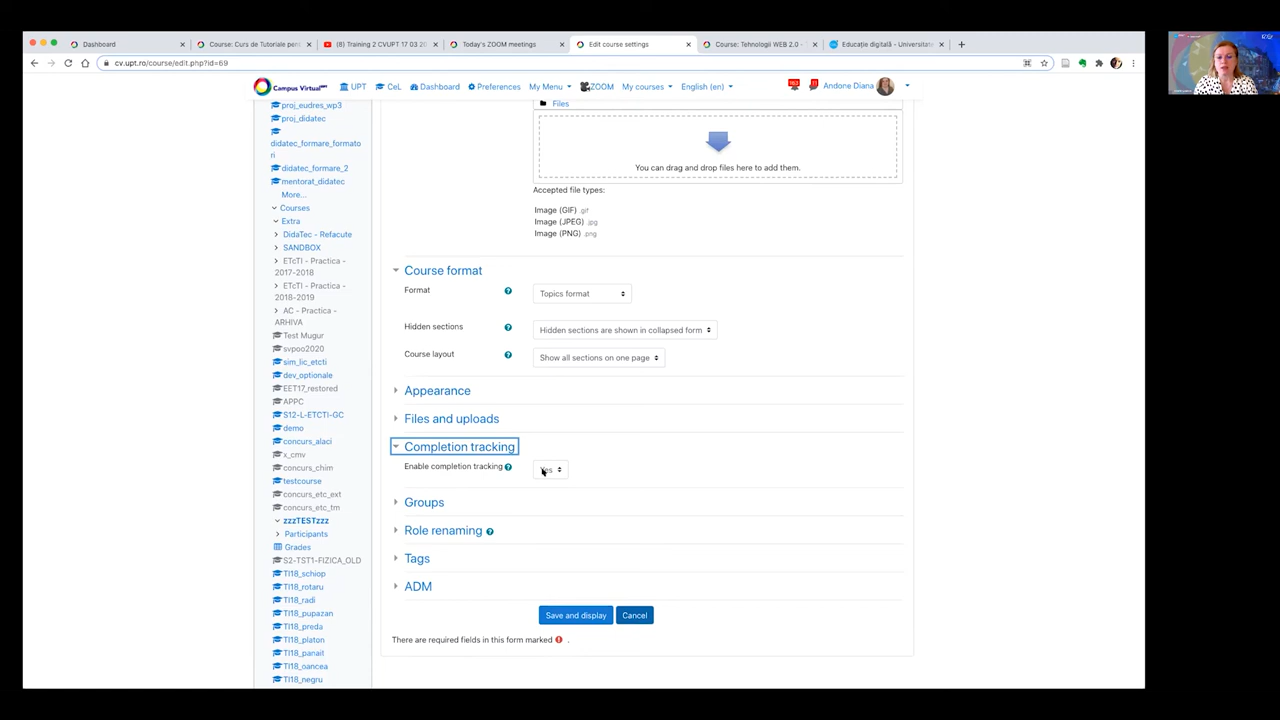 Dashboard
Course: Curs de Tutoriale pen
(8) Training 2 CVUPT 17 03 20
Today's ZOOM meetings
Edit course settings
Course: Tehnologii WEB 2.0 -
Educație digitală - Universitate
cv.upt.ro/course/edit.php?id=69
Campus Virtual
UPT
CeL
Dashboard
Preferences
My Menu
ZOOM
My courses
English (en)
Andone Diana
proj_eudres_wp3
proj_didatec
didatec_formare_formato
ri
didatec_formare_2
mentorat_didatec
More...
Courses
Extra
DidaTec - Refacute
SANDBOX
ETcTI - Practica -
2017-2018
ETcTI - Practica -
2018-2019
AC - Practica -
ARHIVA
Test Mugur
svpoo2020
sim_lic_etcti
dev_optionale
EET17_restored
APPC
S12-L-ETCTI-GC
demo
concurs_alaci
x_cmv
concurs_chim
testcourse
concurs_etc_ext
concurs_etc_tm
zzzTESTzzz
Participants
Grades
S2-TST1-FIZICA_OLD
TI18_schiop
TI18_rotaru
TI18_radi
TI18_pupazan
TI18_preda
TI18_platon
TI18_panait
TI18_oancea
TI18_negru
Files
You can drag and drop files here to add them.
Accepted file types:
Image (GIF) .gif
Image (JPEG) .jpg
Image (PNG) .png
Course format
Format
Topics format
Hidden sections
Hidden sections are shown in collapsed form
Course layout
Show all sections on one page
Appearance
Files and uploads
Completion tracking
Enable completion tracking
Yes
Groups
Role renaming
Tags
ADM
Save and display
Cancel
There are required fields in this form marked .